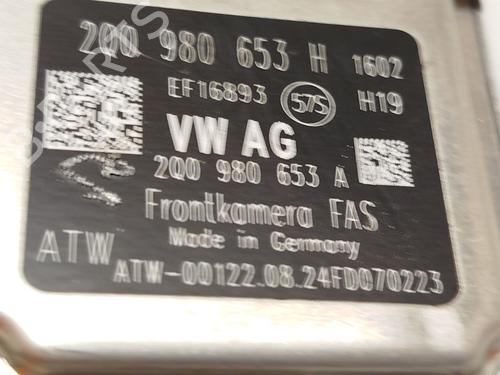 2Q0 980 653 H 1602
EF16893 575 H19
VW AG
2Q0 980 653 A
Frontkamera FAS
Made in Germany
ATW
ATW-00122.08.24FD070223